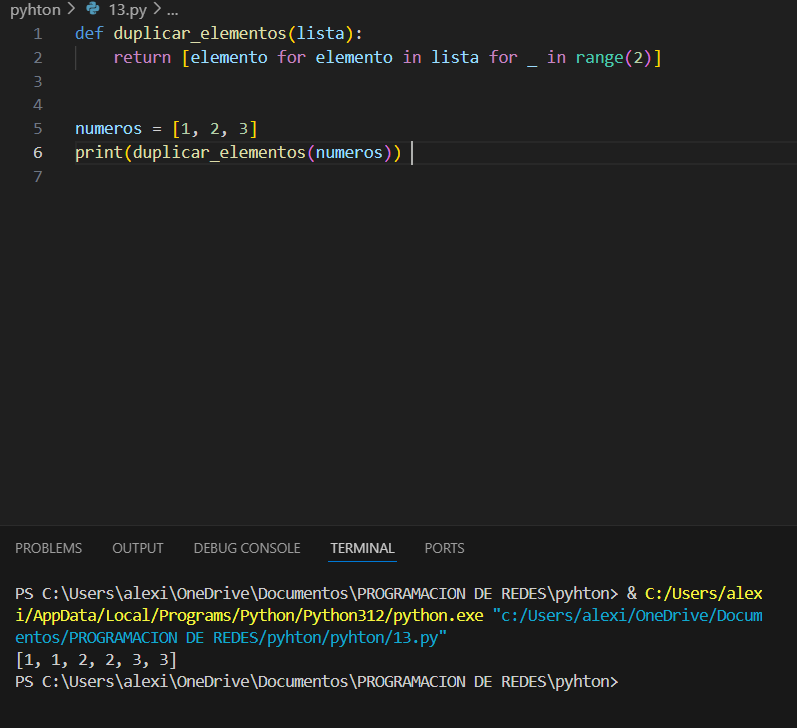 pyhton > 13.py > ...
1 def duplicar_elementos(lista):
2     return [elemento for elemento in lista for _ in range(2)]
3
4
5 numeros = [1, 2, 3]
6 print(duplicar_elementos(numeros))
7
PROBLEMS OUTPUT DEBUG CONSOLE TERMINAL PORTS
PS C:\Users\alexi\OneDrive\Documentos\PROGRAMACION DE REDES\pyhton> & C:/Users/alex
i/AppData/Local/Programs/Python/Python312/python.exe "c:/Users/alexi/OneDrive/Docum
entos/PROGRAMACION DE REDES/pyhton/pyhton/13.py"
[1, 1, 2, 2, 3, 3]
PS C:\Users\alexi\OneDrive\Documentos\PROGRAMACION DE REDES\pyhton>